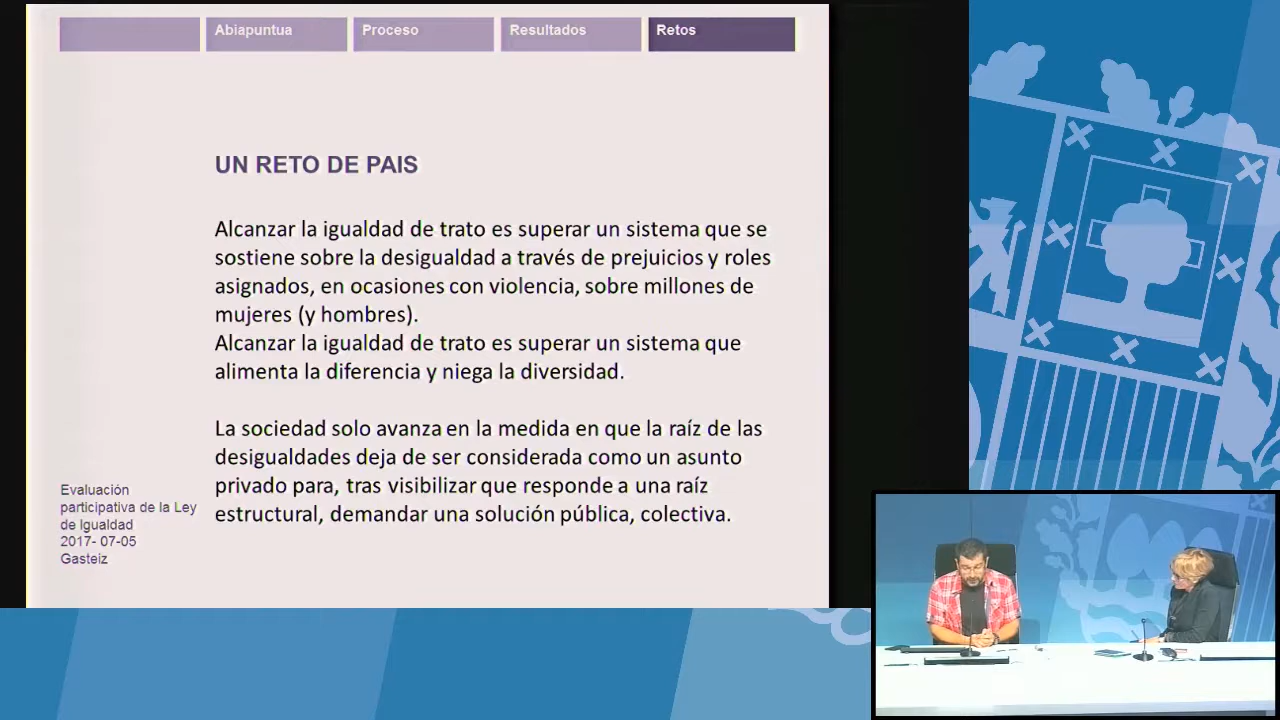 Abiapuntua
Proceso
Resultados
Retos
UN RETO DE PAIS
Alcanzar la igualdad de trato es superar un sistema que se
sostiene sobre la desigualdad a través de prejuicios y roles
asignados, en ocasiones con violencia, sobre millones de
mujeres (y hombres).
Alcanzar la igualdad de trato es superar un sistema que
alimenta la diferencia y niega la diversidad.
La sociedad solo avanza en la medida en que la raíz de las
desigualdades deja de ser considerada como un asunto
privado para, tras visibilizar que responde a una raíz
estructural, demandar una solución pública, colectiva.
Evaluación
participativa de la Ley
de Igualdad
2017- 07-05
Gasteiz